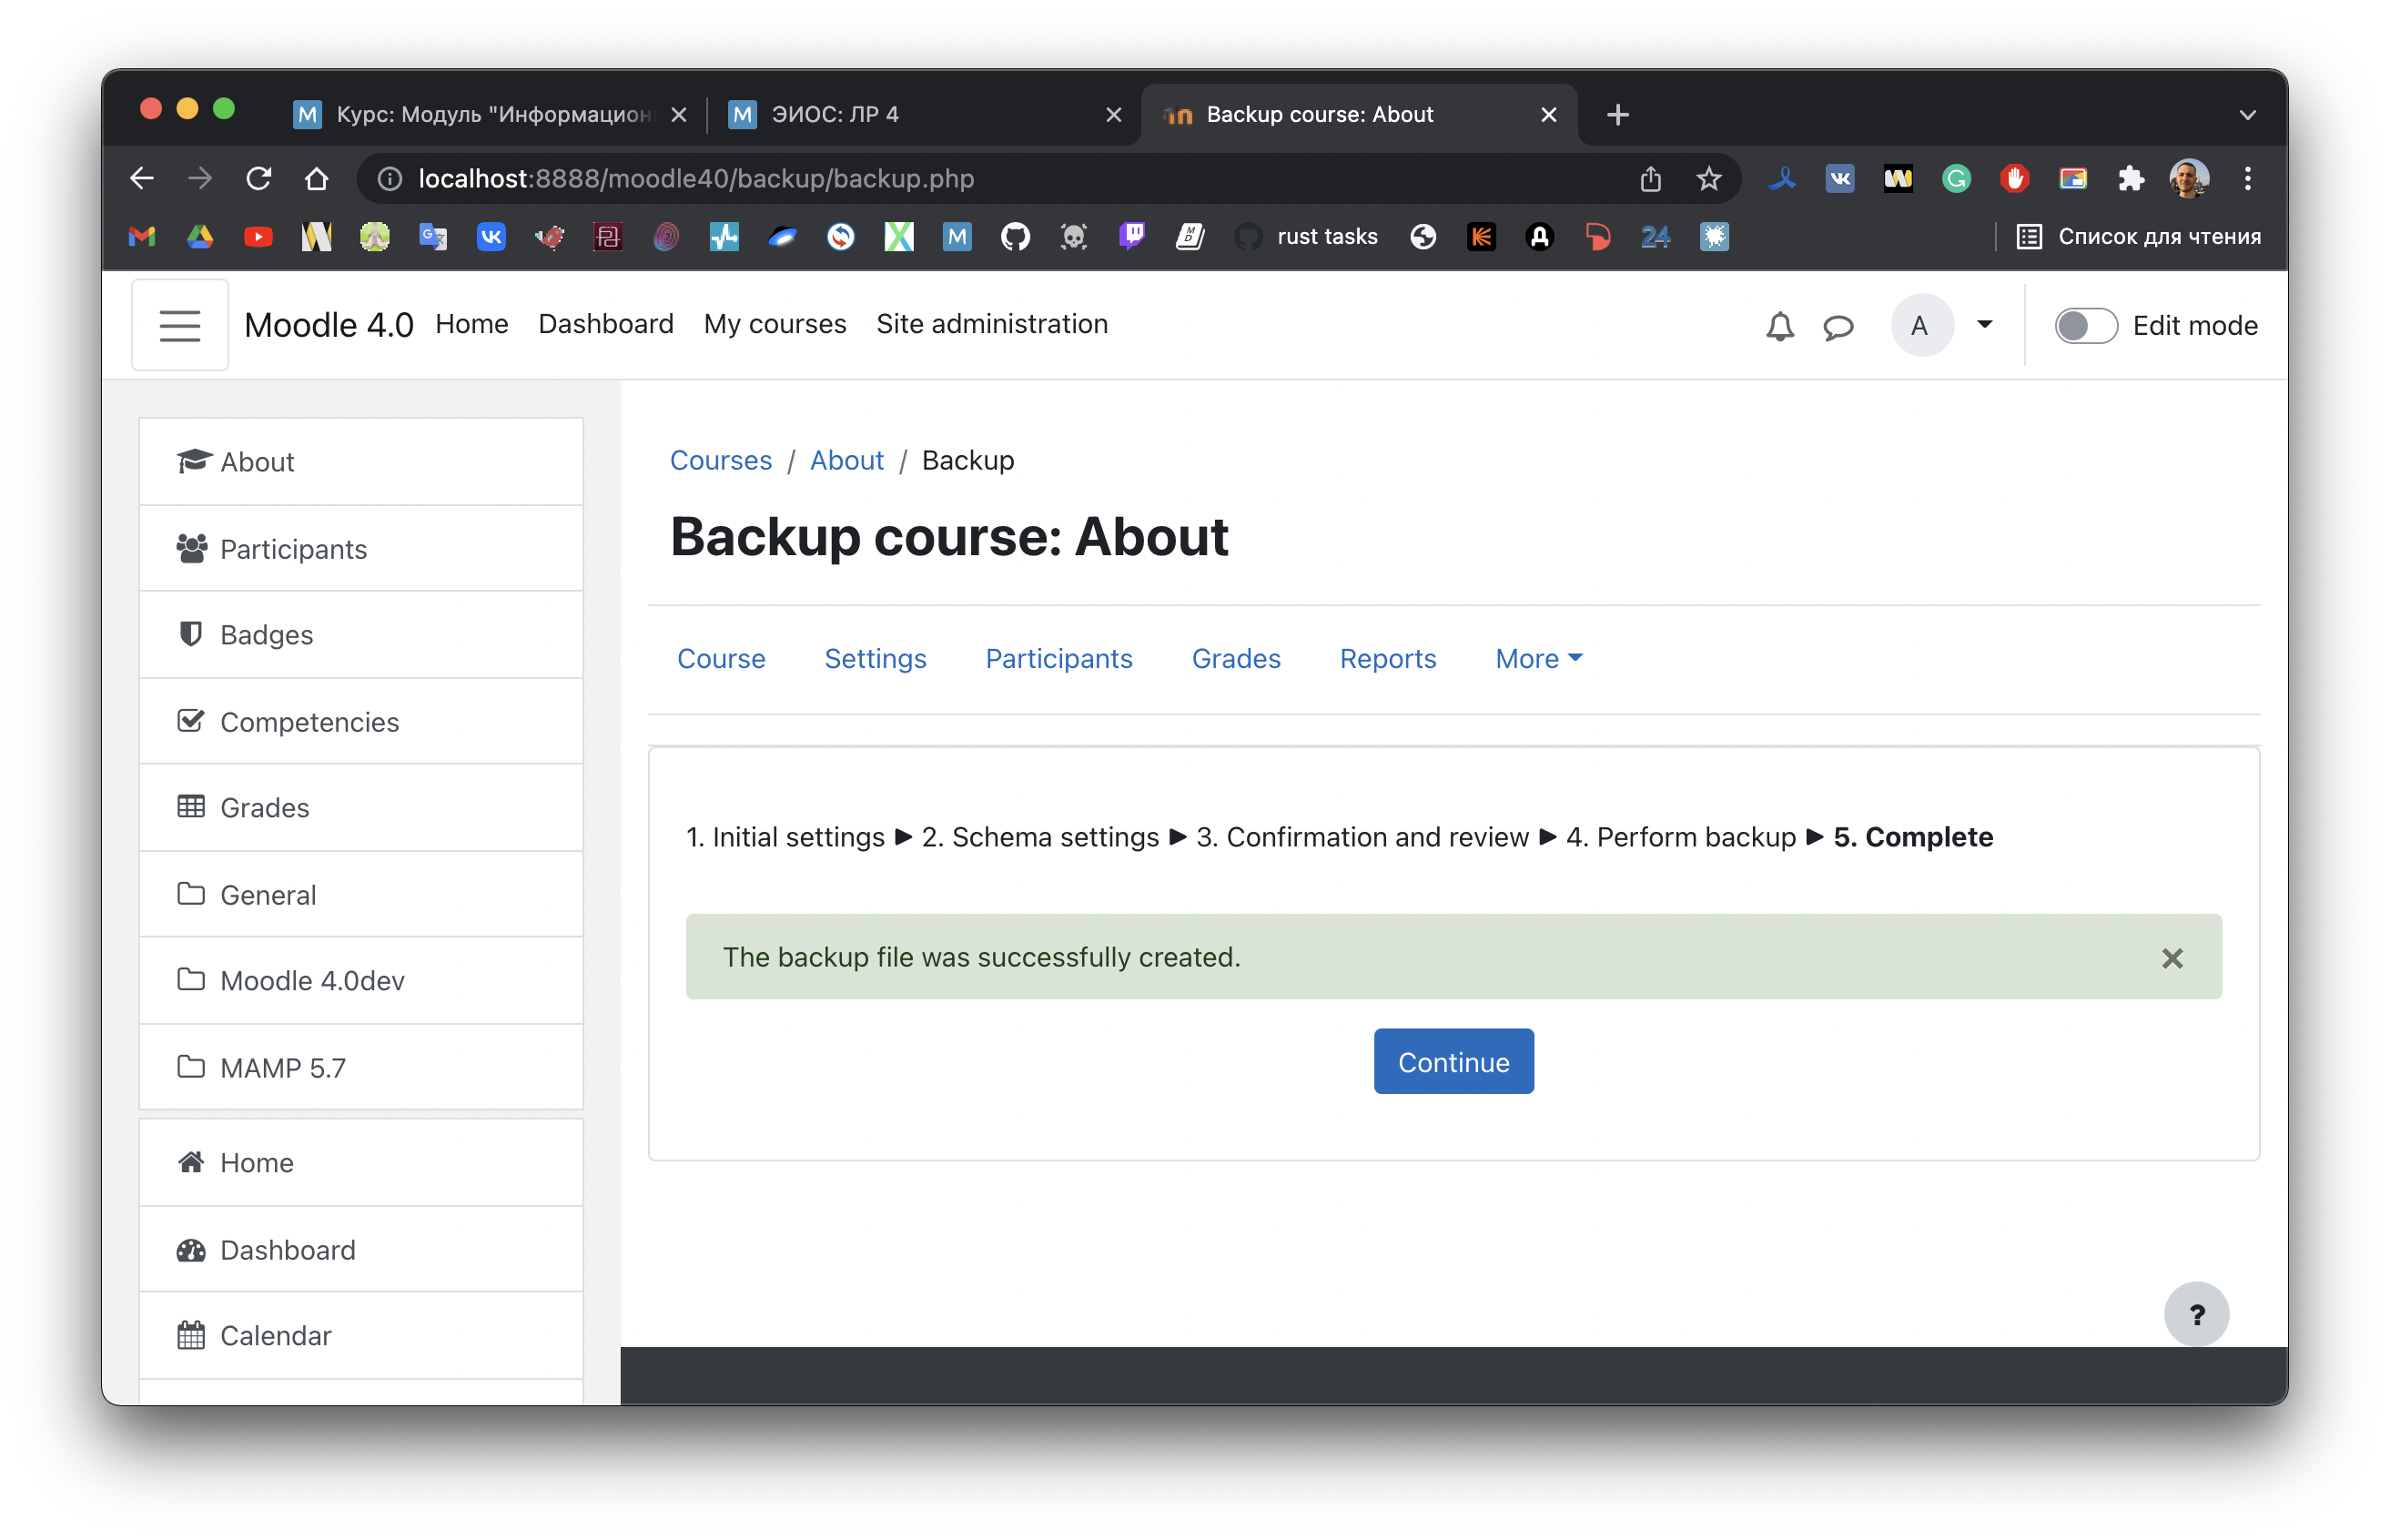 Курс: Модуль "Информацион
ЭИОС: ЛР 4
Backup course: About
localhost:8888/moodle40/backup/backup.php
rust tasks
24
Список для чтения
Moodle 4.0 Home Dashboard My courses Site administration
A
Edit mode
About
Participants
Badges
Competencies
Grades
General
Moodle 4.0dev
MAMP 5.7
Home
Dashboard
Calendar
Courses / About / Backup
Backup course: About
Course Settings Participants Grades Reports More
1. Initial settings ► 2. Schema settings ► 3. Confirmation and review ► 4. Perform backup ► 5. Complete
The backup file was successfully created.
Continue
?